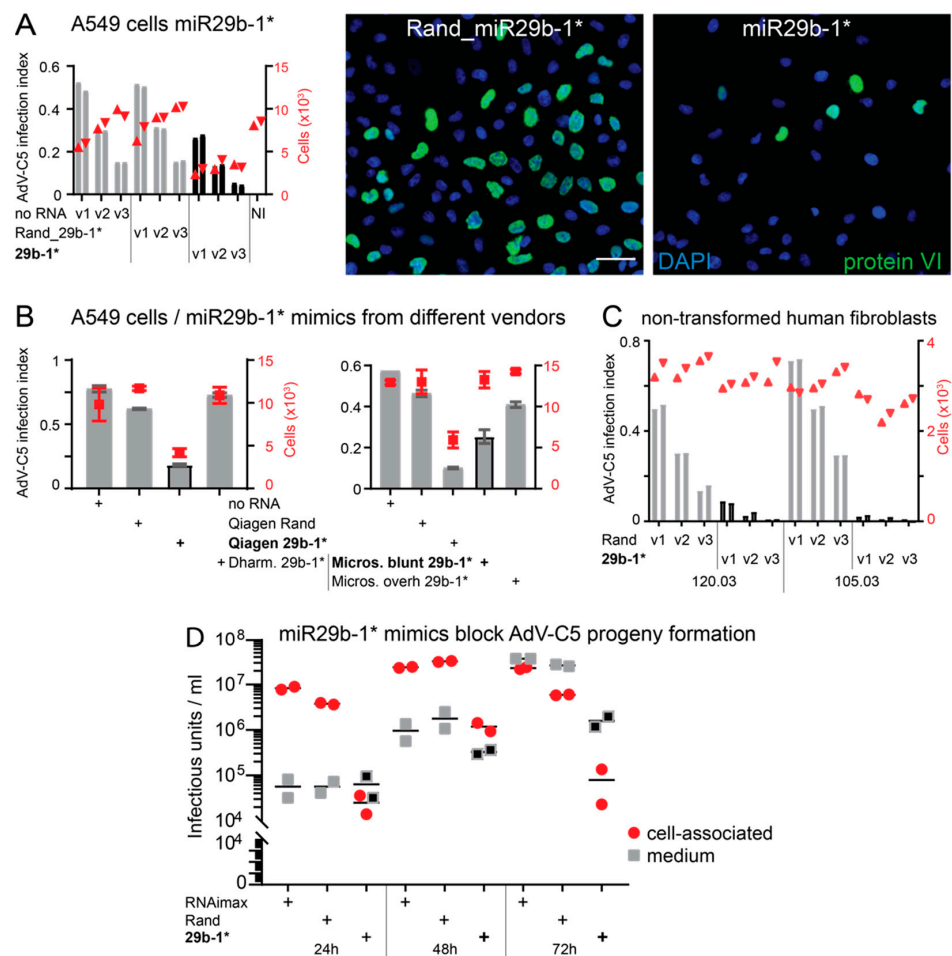 A
A549 cells miR29b-1*
AdV-C5 infection index
0.6
0.4
0.2
0
15
10
5
0
Cells (x10³)
no RNA v1 v2 v3 NI
Rand_29b-1* v1 v2 v3
29b-1* v1 v2 v3
Rand_miR29b-1*
miR29b-1*
DAPI
protein VI
B
A549 cells / miR29b-1* mimics from different vendors
AdV-C5 infection index
1
0.75
0.5
0.25
0
15
10
5
0
Cells (x10³)
0.6
0.4
0.2
0
15
10
5
0
Cells (x10³)
+ no RNA +
+ Qiagen Rand +
+ Qiagen 29b-1* +
+ Dharm. 29b-1* Micros. blunt 29b-1* +
Micros. overh 29b-1* +
C
non-transformed human fibroblasts
AdV-C5 infection index
0.8
0.4
0
4
2
0
Cells (x10³)
Rand v1 v2 v3 v1 v2 v3
29b-1* v1 v2 v3 v1 v2 v3
120.03 105.03
D
miR29b-1* mimics block AdV-C5 progeny formation
Infectious units / ml
10⁸
10⁷
10⁶
10⁵
10⁴
0
cell-associated
medium
RNAimax + + +
Rand + + +
29b-1* + + +
24h 48h 72h